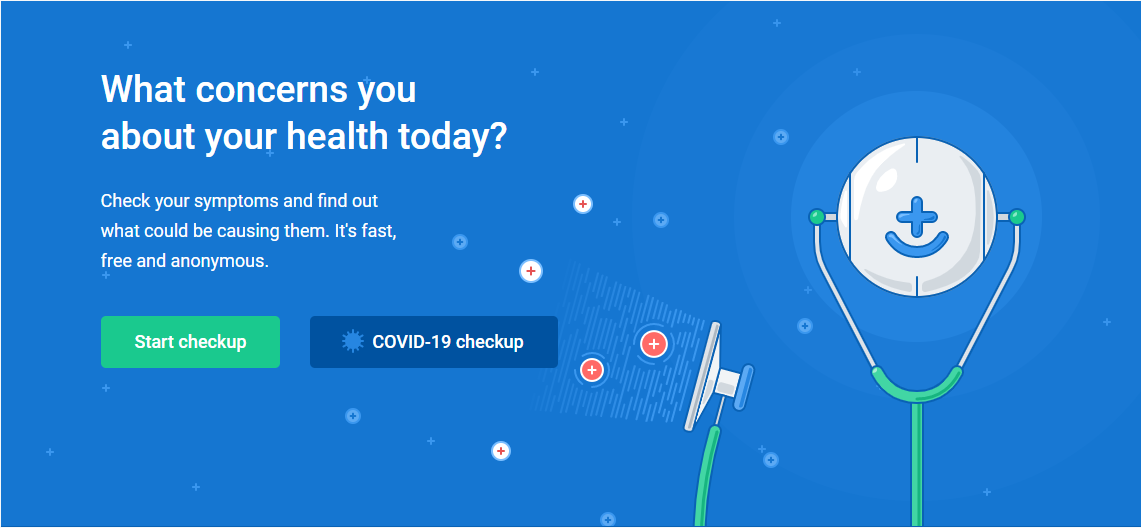 What concerns you
about your health today?
Check your symptoms and find out
what could be causing them. It's fast,
free and anonymous.
Start checkup
COVID-19 checkup